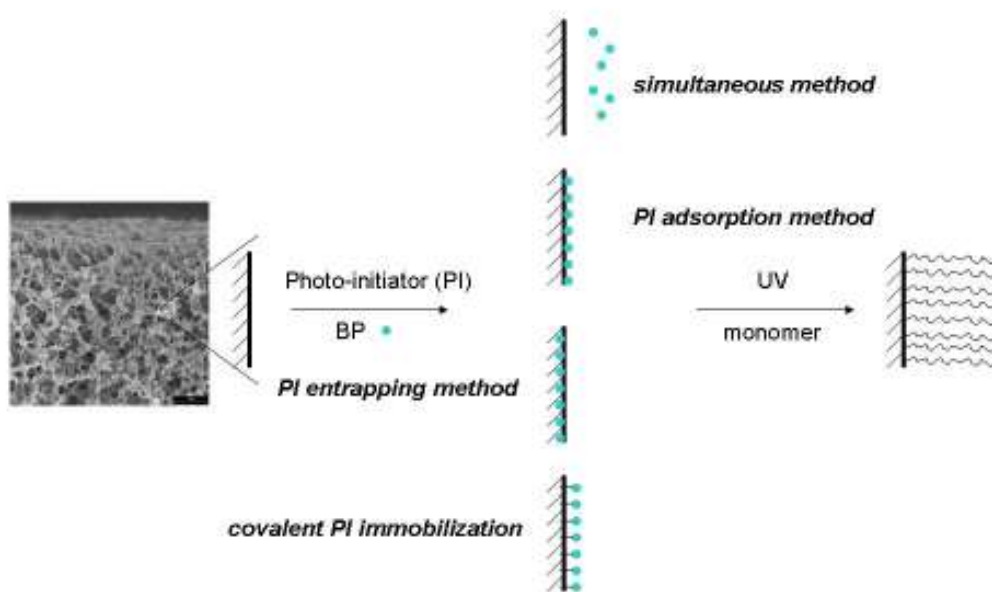 simultaneous method
PI adsorption method
Photo-initiator (PI)
BP
UV
monomer
PI entrapping method
covalent PI immobilization